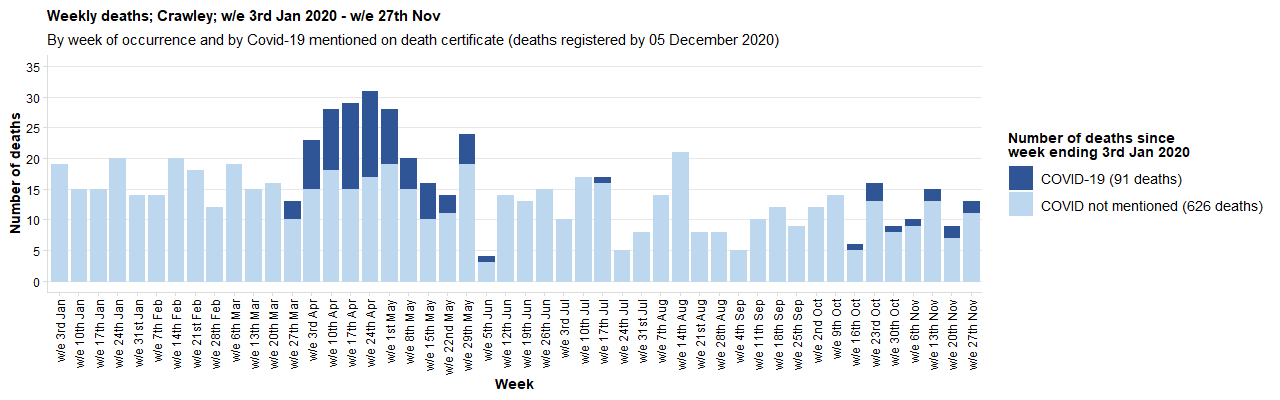 Weekly deaths; Crawley; w/e 3rd Jan 2020 - w/e 27th Nov
By week of occurrence and by Covid-19 mentioned on death certificate (deaths registered by 05 December 2020)
Number of deaths
35
30
25
20
15
10
5
0
w/e 3rd Jan
w/e 10th Jan
w/e 17th Jan
w/e 24th Jan
w/e 31st Jan
w/e 7th Feb
w/e 14th Feb
w/e 21st Feb
w/e 28th Feb
w/e 6th Mar
w/e 13th Mar
w/e 20th Mar
w/e 27th Mar
w/e 3rd Apr
w/e 10th Apr
w/e 17th Apr
w/e 24th Apr
w/e 1st May
w/e 8th May
w/e 15th May
w/e 22nd May
w/e 29th May
w/e 5th Jun
w/e 12th Jun
w/e 19th Jun
w/e 26th Jun
w/e 3rd Jul
w/e 10th Jul
w/e 17th Jul
w/e 24th Jul
w/e 31st Jul
w/e 7th Aug
w/e 14th Aug
w/e 21st Aug
w/e 28th Aug
w/e 4th Sep
w/e 11th Sep
w/e 18th Sep
w/e 25th Sep
w/e 2nd Oct
w/e 9th Oct
w/e 16th Oct
w/e 23rd Oct
w/e 30th Oct
w/e 6th Nov
w/e 13th Nov
w/e 20th Nov
w/e 27th Nov
Week
Number of deaths since
week ending 3rd Jan 2020
COVID-19 (91 deaths)
COVID not mentioned (626 deaths)